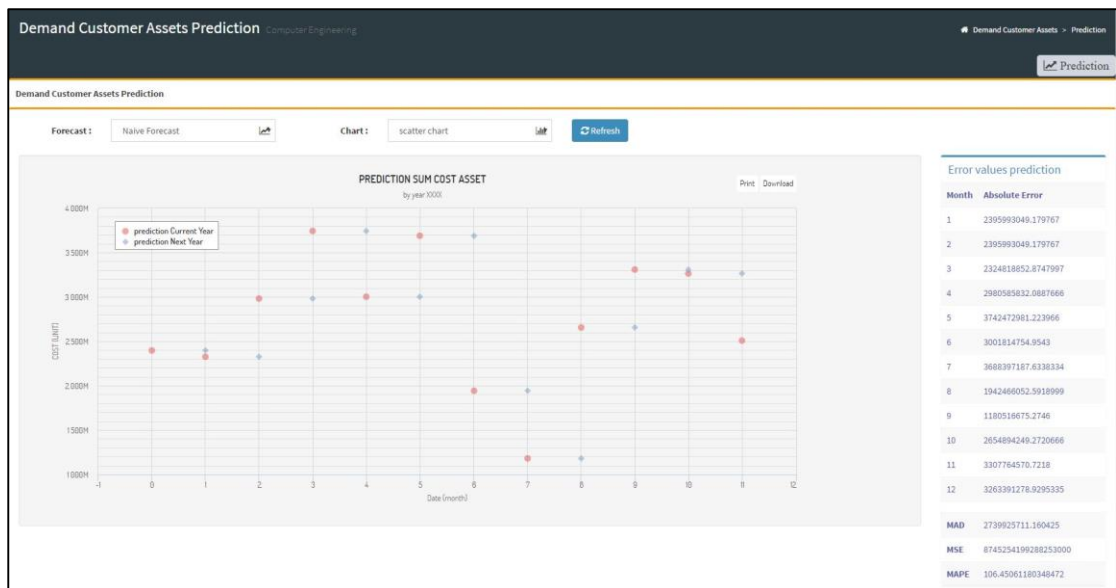 Demand Customer Assets Prediction Computer Engineering
Demand Customer Assets > Prediction
Prediction
Demand Customer Assets Prediction
Forecast : Naive Forecast Chart : scatter chart Refresh
PREDICTION SUM COST ASSET
by year XXXX
Print Download
prediction Current Year
prediction Next Year
COST (UNIT)
4 000M
3 500M
3 000M
2 500M
2 000M
1 500M
1 000M
-1 0 1 2 3 4 5 6 7 8 9 10 11 12
Date (month)
Error values prediction
Month Absolute Error
1 2395993049.179767
2 2395993049.179767
3 2324818852.8747997
4 2980585832.0887666
5 3742472981.223966
6 3001814754.9543
7 3688397187.6338334
8 1942466052.5918999
9 1180516675.2746
10 2654894249.2720666
11 3307764570.7218
12 3263391278.9295335
MAD 2739925711.160425
MSE 8745254199288253000
MAPE 106.45061180348472